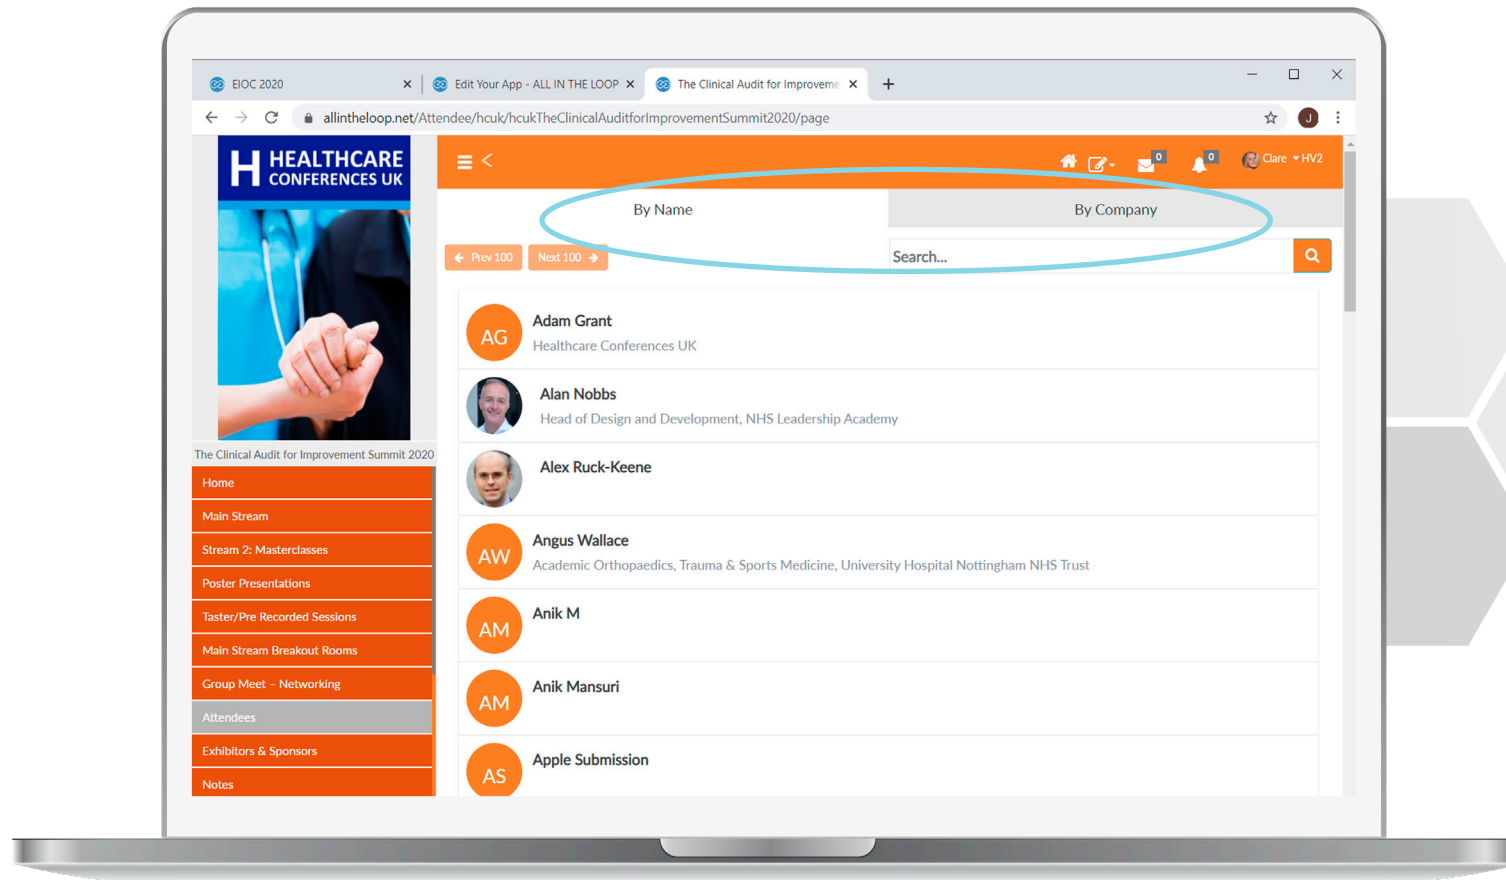 EIOC 2020
Edit Your App - ALL IN THE LOOP
The Clinical Audit for Improveme
allintheloop.net/Attendee/hcuk/hcukTheClinicalAuditforImprovementSummit2020/page
J
H HEALTHCARE
CONFERENCES UK
0
0
Clare
HV2
By Name
By Company
Prev 100
Next 100
Search...
AG
Adam Grant
Healthcare Conferences UK
Alan Nobbs
Head of Design and Development, NHS Leadership Academy
Alex Ruck-Keene
AW
Angus Wallace
Academic Orthopaedics, Trauma & Sports Medicine, University Hospital Nottingham NHS Trust
AM
Anik M
AM
Anik Mansuri
AS
Apple Submission
The Clinical Audit for Improvement Summit 2020
Home
Main Stream
Stream 2: Masterclasses
Poster Presentations
Taster/Pre Recorded Sessions
Main Stream Breakout Rooms
Group Meet – Networking
Attendees
Exhibitors & Sponsors
Notes